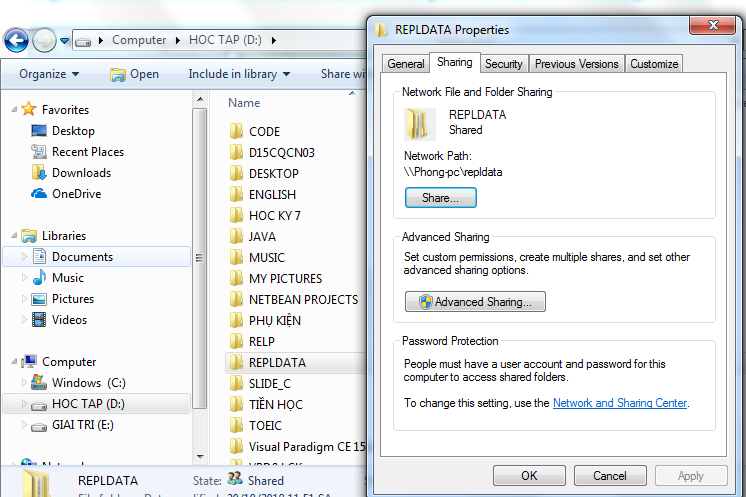 Computer ▸ HOC TAP (D:) ▸
Organize
Open
Include in library
Share
Favorites
Desktop
Recent Places
Downloads
OneDrive
Libraries
Documents
Music
Pictures
Videos
Computer
Windows (C:)
HOC TAP (D:)
GIAI TRI (E:)
Name
CODE
D15CQCN03
DESKTOP
ENGLISH
HOC KY 7
JAVA
MUSIC
MY PICTURES
NETBEAN PROJECTS
PHỤ KIỆN
RELP
REPLDATA
SLIDE_C
TIẾN HỌC
TOEIC
Visual Paradigm CE 15
REPLDATA
State: Shared
REPLDATA Properties
General
Sharing
Security
Previous Versions
Customize
Network File and Folder Sharing
REPLDATA
Shared
Network Path:
\\Phong-pc\repldata
Share...
Advanced Sharing
Set custom permissions, create multiple shares, and set other
advanced sharing options.
Advanced Sharing...
Password Protection
People must have a user account and password for this
computer to access shared folders.
To change this setting, use the Network and Sharing Center.
OK
Cancel
Apply